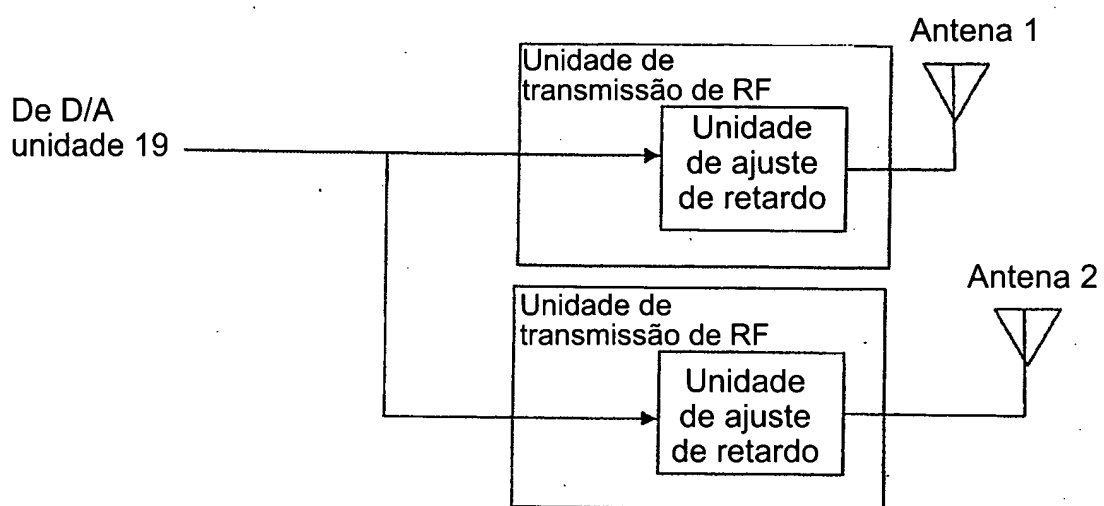 Antena 1
Unidade de
transmissão de RF
De D/A
unidade 19
Unidade
de ajuste
de retardo
Antena 2
Unidade de
transmissão de RF
Unidade
de ajuste
de retardo